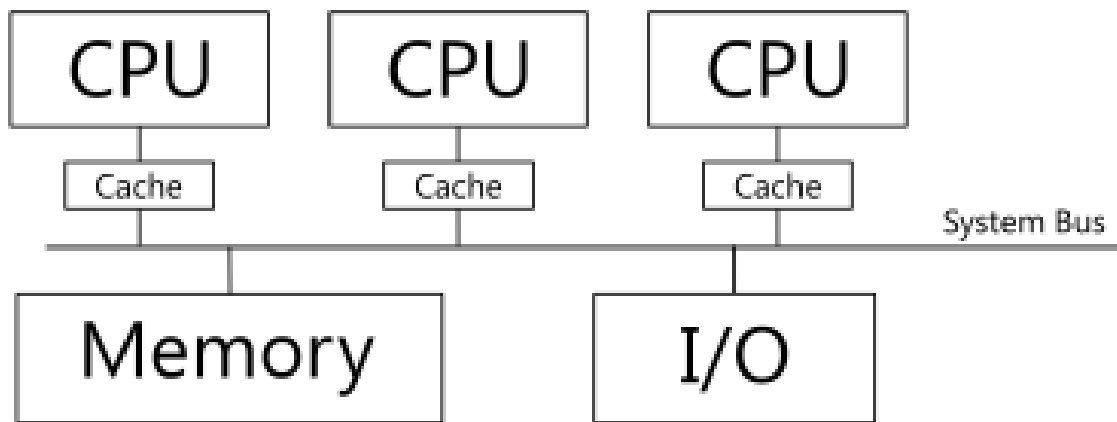 CPU CPU CPU
Cache Cache Cache
System Bus
Memory I/O